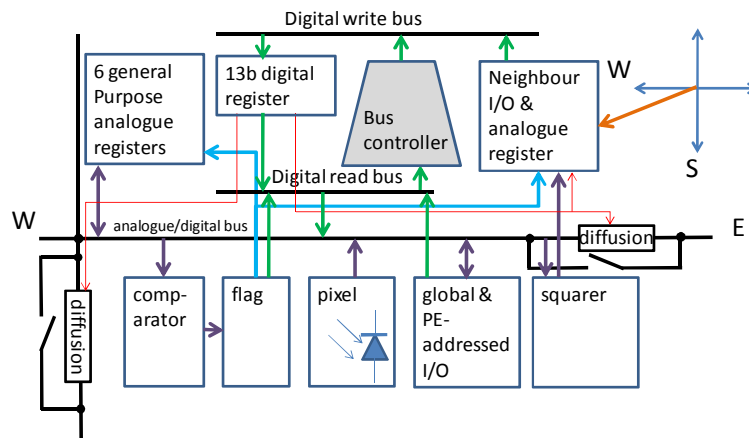 Digital write bus
6 general
Purpose
analogue
registers
13b digital
register
Bus
controller
Neighbour
I/O &
analogue
register
W
S
Digital read bus
W
analogue/digital bus
E
diffusion
diffusion
comp-
arator
flag
pixel
global &
PE-
addressed
I/O
squarer